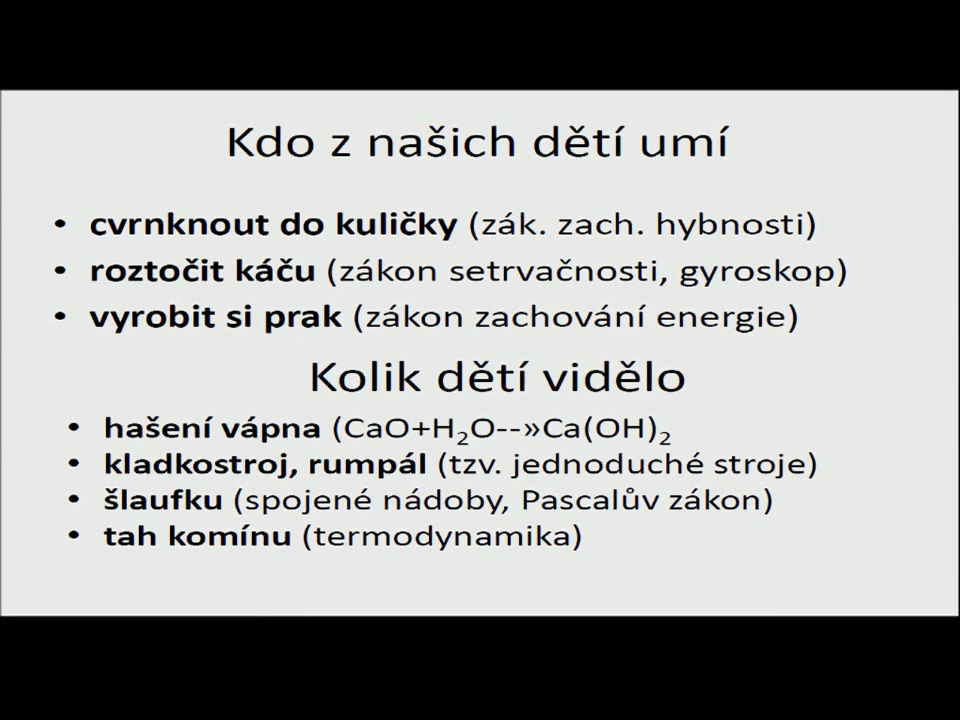 Kdo z našich dětí umí
• cvrnknout do kuličky (zák. zach. hybnosti)
• roztočit káču (zákon setrvačnosti, gyroskop)
• vyrobit si prak (zákon zachování energie)
Kolik dětí vidělo
• hašení vápna (CaO+H₂O--»Ca(OH)₂
• kladkostroj, rumpál (tzv. jednoduché stroje)
• šlaufku (spojené nádoby, Pascalův zákon)
• tah komínu (termodynamika)